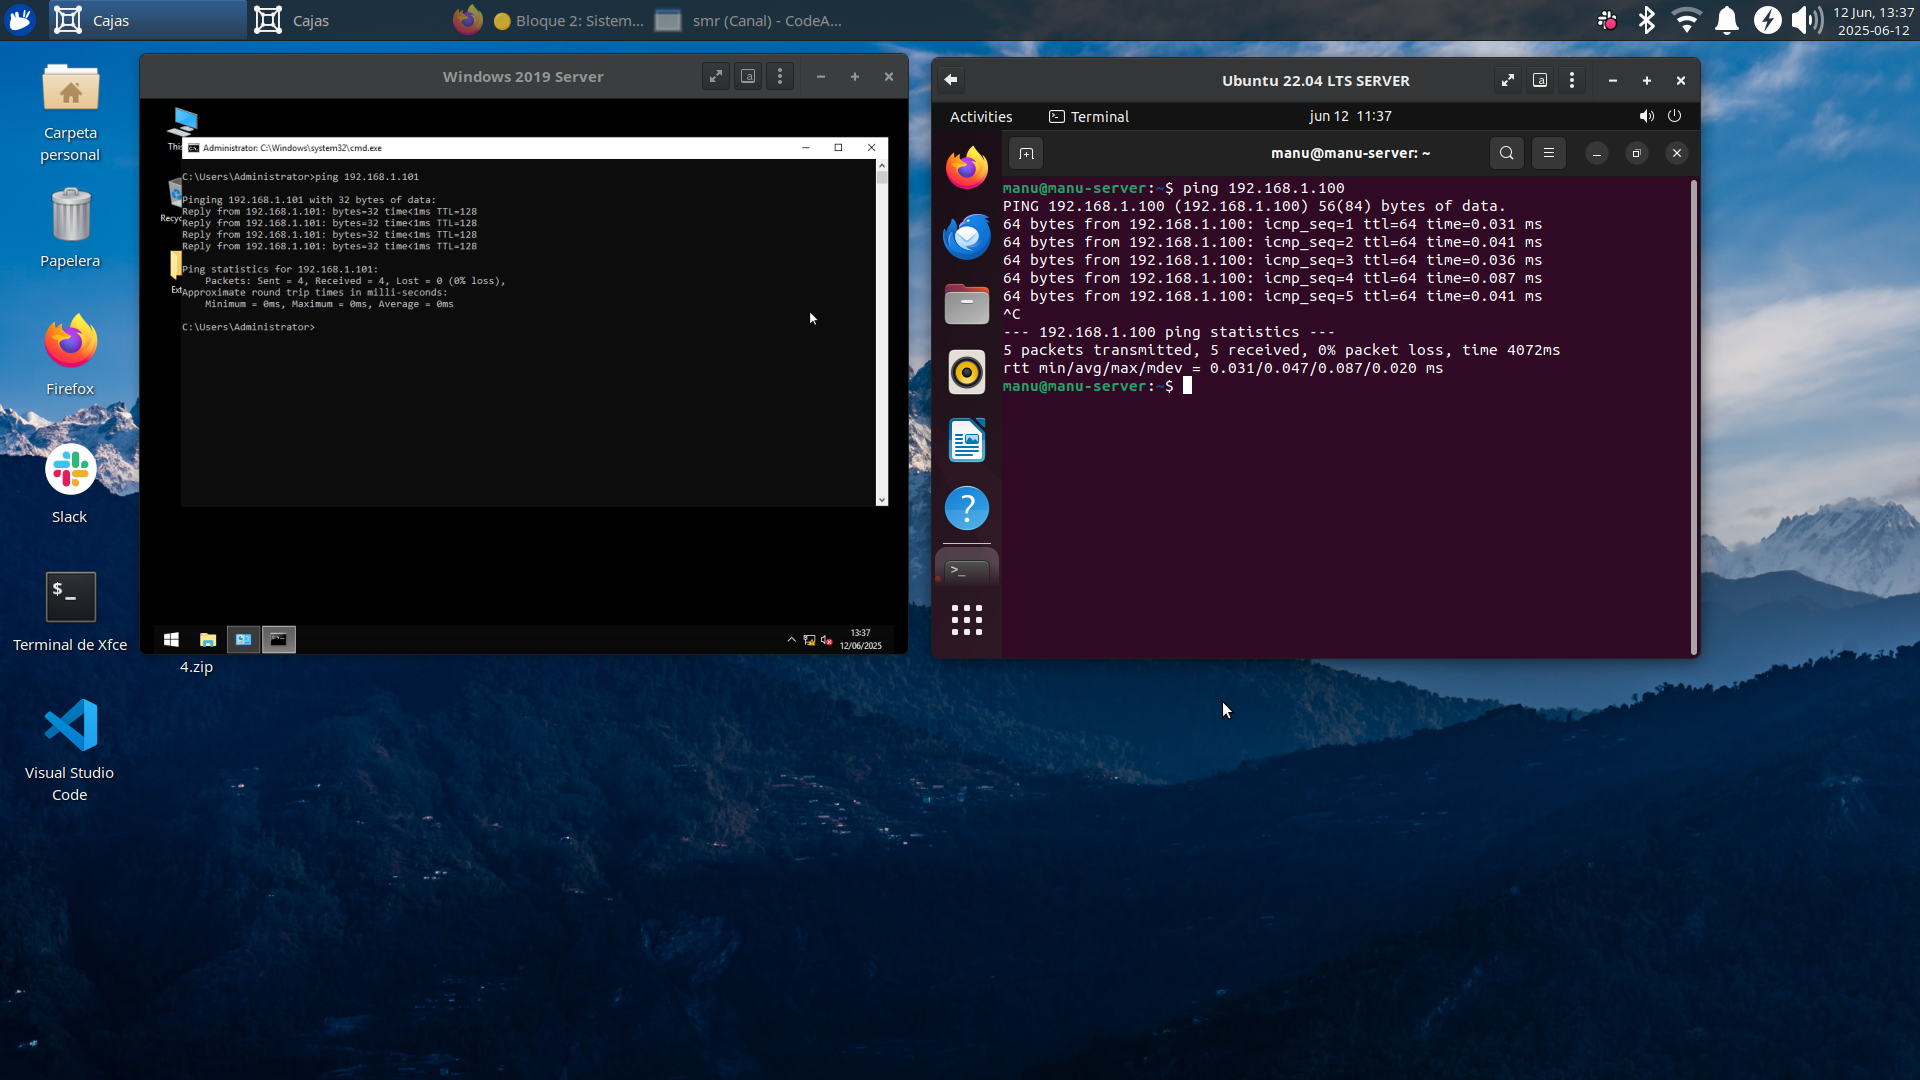 Cajas
Cajas
Bloque 2: Sistem...
smr (Canal) - CodeA...
12 Jun, 13:37
2025-06-12
Carpeta
personal
Papelera
Firefox
Slack
Terminal de Xfce
4.zip
Visual Studio
Code
Windows 2019 Server
Administrator: C:\Windows\system32\cmd.exe
C:\Users\Administrator>ping 192.168.1.101
Pinging 192.168.1.101 with 32 bytes of data:
Reply from 192.168.1.101: bytes=32 time<1ms TTL=128
Reply from 192.168.1.101: bytes=32 time<1ms TTL=128
Reply from 192.168.1.101: bytes=32 time<1ms TTL=128
Reply from 192.168.1.101: bytes=32 time<1ms TTL=128
Ping statistics for 192.168.1.101:
Packets: Sent = 4, Received = 4, Lost = 0 (0% loss),
Approximate round trip times in milli-seconds:
Minimum = 0ms, Maximum = 0ms, Average = 0ms
C:\Users\Administrator>
13:37
12/06/2025
Ubuntu 22.04 LTS SERVER
Activities
Terminal
jun 12 11:37
manu@manu-server: ~
manu@manu-server:~$ ping 192.168.1.100
PING 192.168.1.100 (192.168.1.100) 56(84) bytes of data.
64 bytes from 192.168.1.100: icmp_seq=1 ttl=64 time=0.031 ms
64 bytes from 192.168.1.100: icmp_seq=2 ttl=64 time=0.041 ms
64 bytes from 192.168.1.100: icmp_seq=3 ttl=64 time=0.036 ms
64 bytes from 192.168.1.100: icmp_seq=4 ttl=64 time=0.087 ms
64 bytes from 192.168.1.100: icmp_seq=5 ttl=64 time=0.041 ms
^C
--- 192.168.1.100 ping statistics ---
5 packets transmitted, 5 received, 0% packet loss, time 4072ms
rtt min/avg/max/mdev = 0.031/0.047/0.087/0.020 ms
manu@manu-server:~$